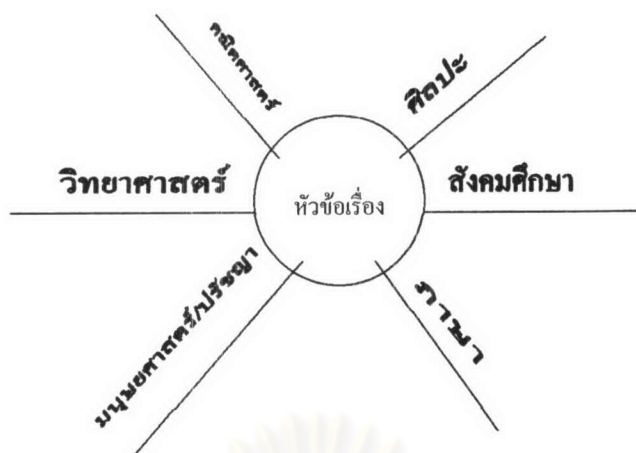 คณิตศาสตร์
ศิลปะ
วิทยาศาสตร์
สังคมศึกษา
หัวข้อเรื่อง
มนุษยศาสตร์/ปรัชญา
ภาษา